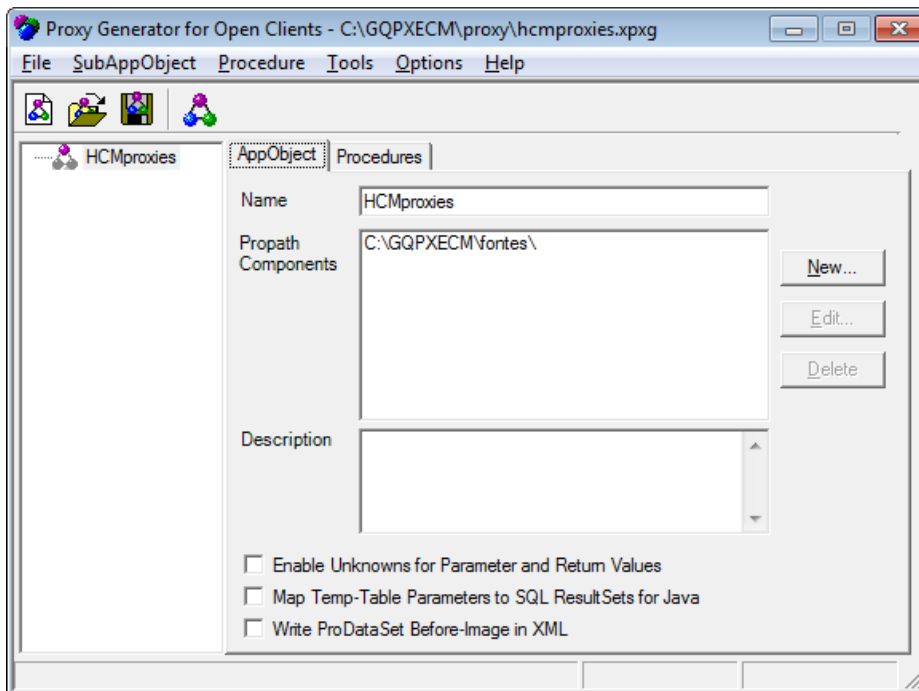 Proxy Generator for Open Clients - C:\GQPXECM\proxy\hcmproxies.xpxg
File SubAppObject Procedure Tools Options Help
HCMproxies
AppObject Procedures
Name HCMproxies
Propath Components C:\GQPXECM\fontes\
New...
Edit...
Delete
Description
Enable Unknowns for Parameter and Return Values
Map Temp-Table Parameters to SQL ResultSets for Java
Write ProDataSet Before-Image in XML